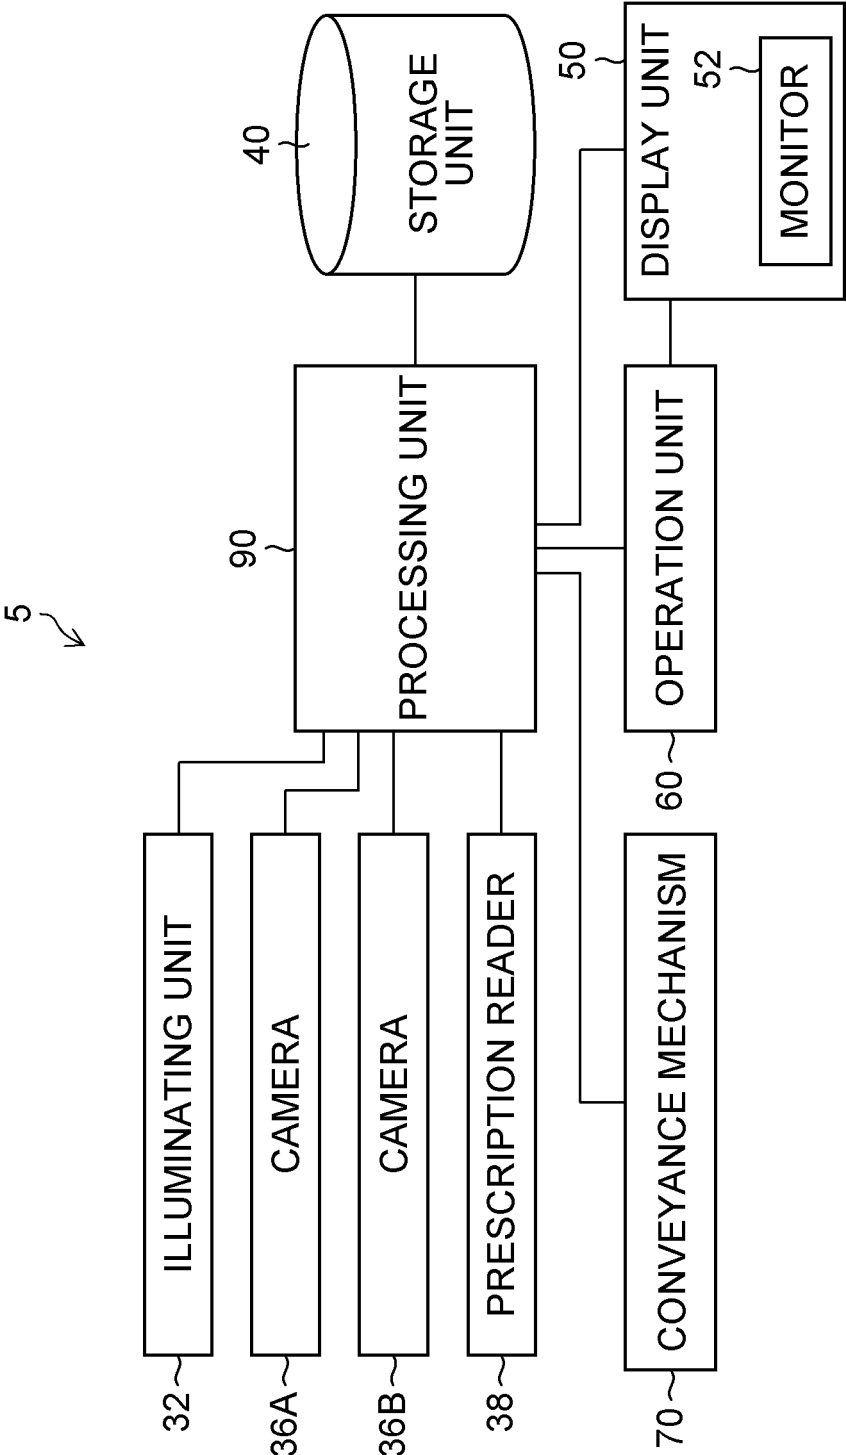 5
32
ILLUMINATING UNIT
36A
CAMERA
36B
CAMERA
38
PRESCRIPTION READER
90
PROCESSING UNIT
40
STORAGE
UNIT
70
CONVEYANCE MECHANISM
60
OPERATION UNIT
50
DISPLAY UNIT
52
MONITOR